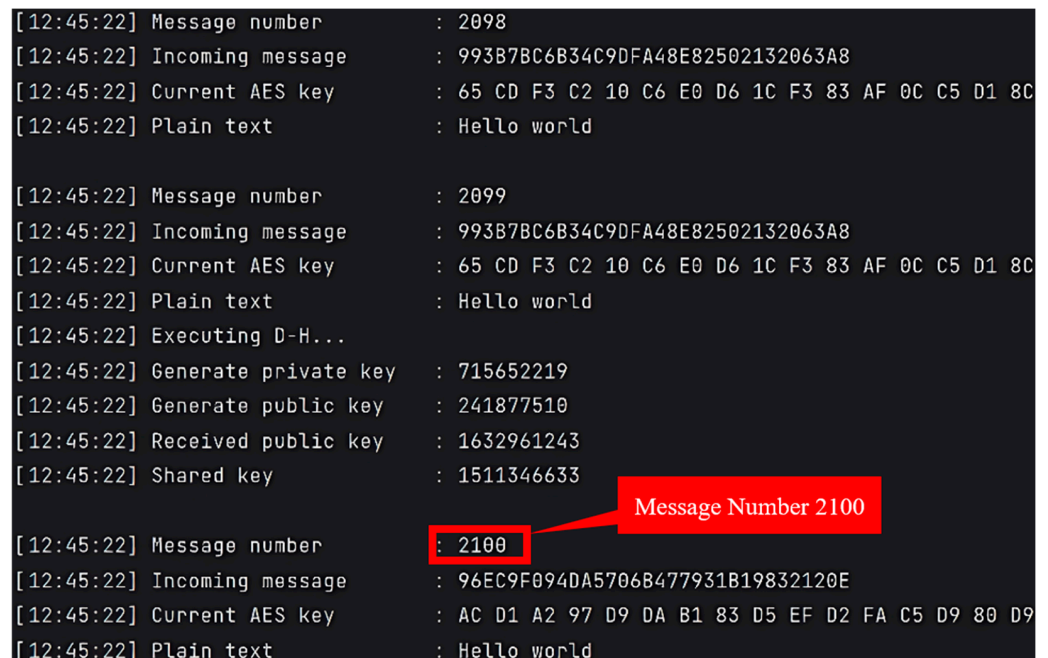 [12:45:22] Message number : 2098
[12:45:22] Incoming message : 993B7BC6B34C9DFA48E82502132063A8
[12:45:22] Current AES key : 65 CD F3 C2 10 C6 E0 D6 1C F3 83 AF 0C C5 D1 8C
[12:45:22] Plain text : Hello world
[12:45:22] Message number : 2099
[12:45:22] Incoming message : 993B7BC6B34C9DFA48E82502132063A8
[12:45:22] Current AES key : 65 CD F3 C2 10 C6 E0 D6 1C F3 83 AF 0C C5 D1 8C
[12:45:22] Plain text : Hello world
[12:45:22] Executing D-H...
[12:45:22] Generate private key : 715652219
[12:45:22] Generate public key : 241877510
[12:45:22] Received public key : 1632961243
[12:45:22] Shared key : 1511346633
Message Number 2100
[12:45:22] Message number : 2100
[12:45:22] Incoming message : 96EC9F094DA5706B477931B19832120E
[12:45:22] Current AES key : AC D1 A2 97 D9 DA B1 83 D5 EF D2 FA C5 D9 80 D9
[12:45:22] Plain text : Hello world